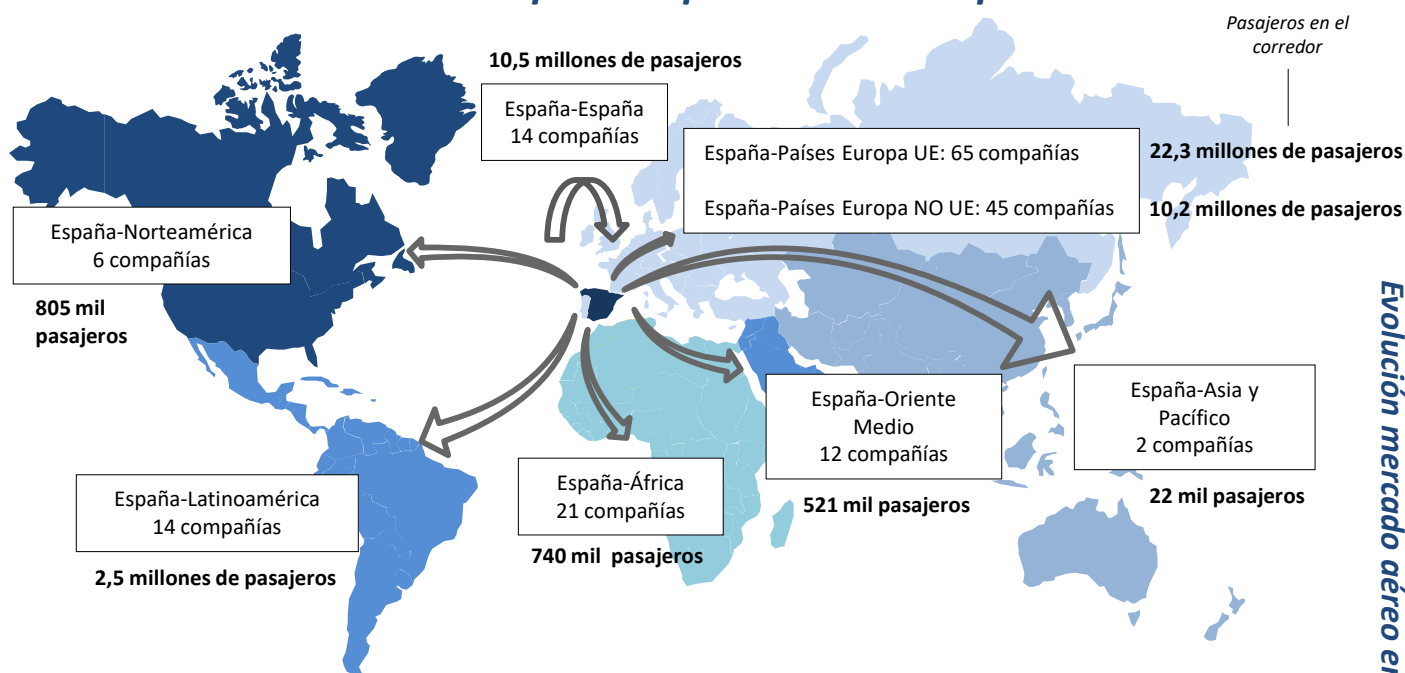 Pasajeros en el
corredor
10,5 millones de pasajeros
España-España
14 compañías
España-Países Europa UE: 65 compañías
22,3 millones de pasajeros
España-Países Europa NO UE: 45 compañías
10,2 millones de pasajeros
España-Norteamérica
6 compañías
805 mil
pasajeros
España-Oriente
Medio
12 compañías
521 mil pasajeros
España-Asia y
Pacífico
2 compañías
22 mil pasajeros
España-África
21 compañías
740 mil pasajeros
España-Latinoamérica
14 compañías
2,5 millones de pasajeros
Evolución mercado aéreo en